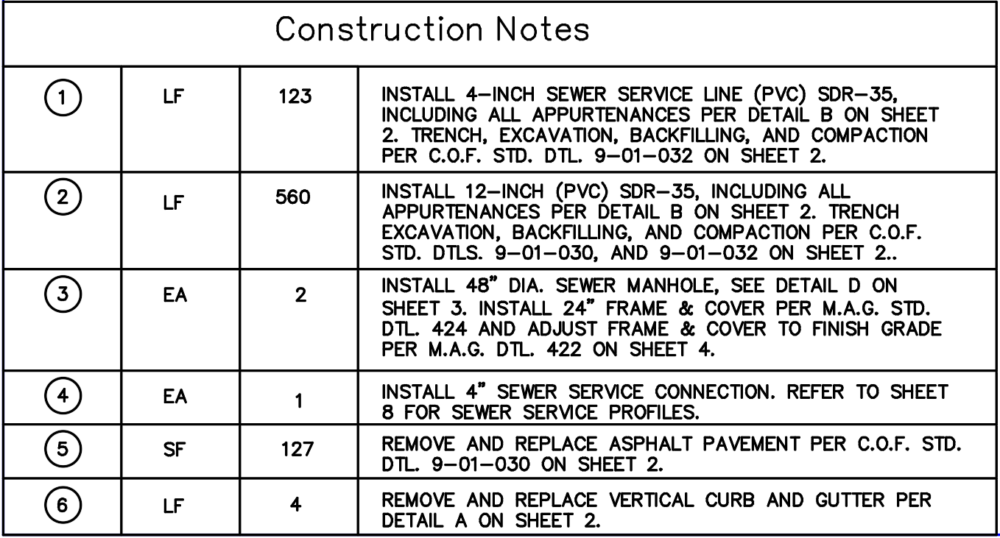 Construction Notes
1 LF 123 INSTALL 4-INCH SEWER SERVICE LINE (PVC) SDR-35,
INCLUDING ALL APPURTENANCES PER DETAIL B ON SHEET
2. TRENCH, EXCAVATION, BACKFILLING, AND COMPACTION
PER C.O.F. STD. DTL. 9-01-032 ON SHEET 2.
2 LF 560 INSTALL 12-INCH (PVC) SDR-35, INCLUDING ALL
APPURTENANCES PER DETAIL B ON SHEET 2. TRENCH
EXCAVATION, BACKFILLING, AND COMPACTION PER C.O.F.
STD. DTLS. 9-01-030, AND 9-01-032 ON SHEET 2..
3 EA 2 INSTALL 48" DIA. SEWER MANHOLE, SEE DETAIL D ON
SHEET 3. INSTALL 24" FRAME & COVER PER M.A.G. STD.
DTL. 424 AND ADJUST FRAME & COVER TO FINISH GRADE
PER M.A.G. DTL. 422 ON SHEET 4.
4 EA 1 INSTALL 4" SEWER SERVICE CONNECTION. REFER TO SHEET
8 FOR SEWER SERVICE PROFILES.
5 SF 127 REMOVE AND REPLACE ASPHALT PAVEMENT PER C.O.F. STD.
DTL. 9-01-030 ON SHEET 2.
6 LF 4 REMOVE AND REPLACE VERTICAL CURB AND GUTTER PER
DETAIL A ON SHEET 2.